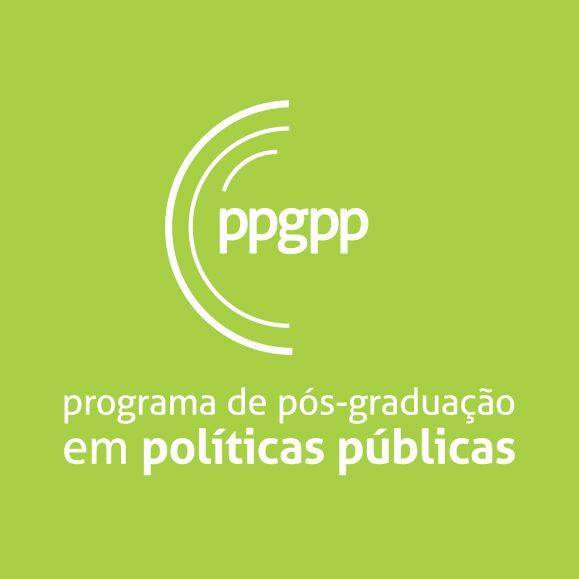 ppgpp
programa de pós-graduação
em políticas públicas